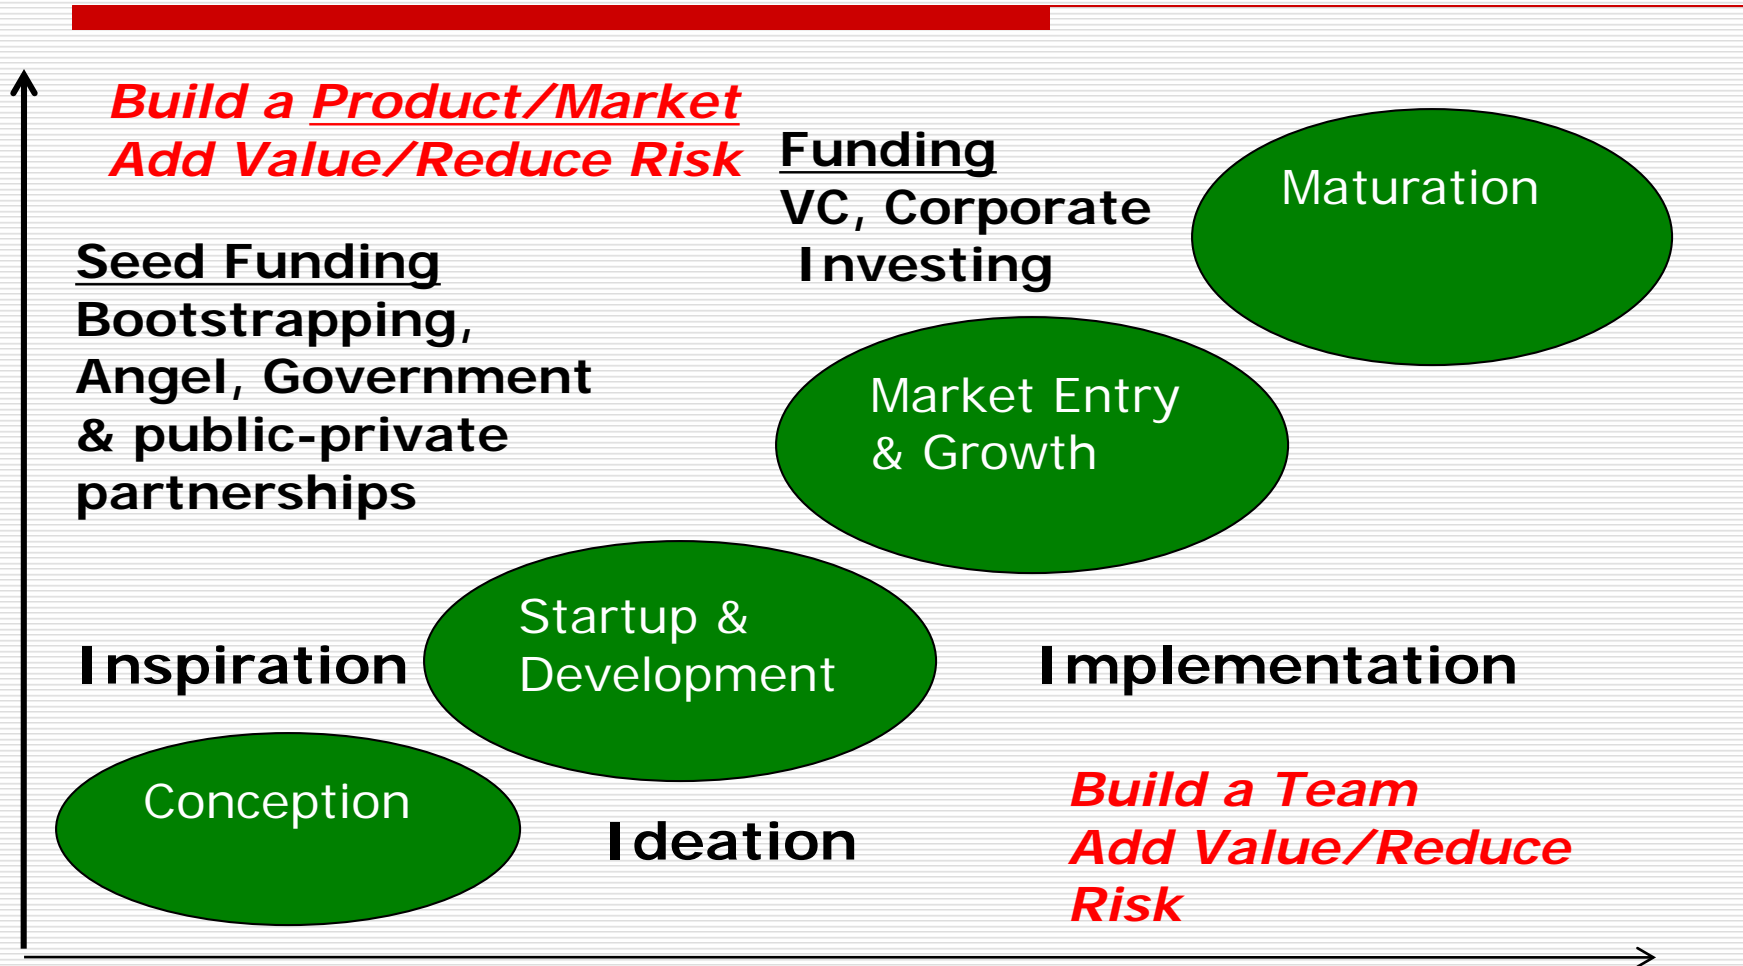 Build a Product/Market
Add Value/Reduce Risk
Funding
VC, Corporate
Investing
Maturation
Seed Funding
Bootstrapping,
Angel, Government
& public-private
partnerships
Market Entry
& Growth
Startup &
Development
Inspiration
Implementation
Conception
Ideation
Build a Team
Add Value/Reduce
Risk